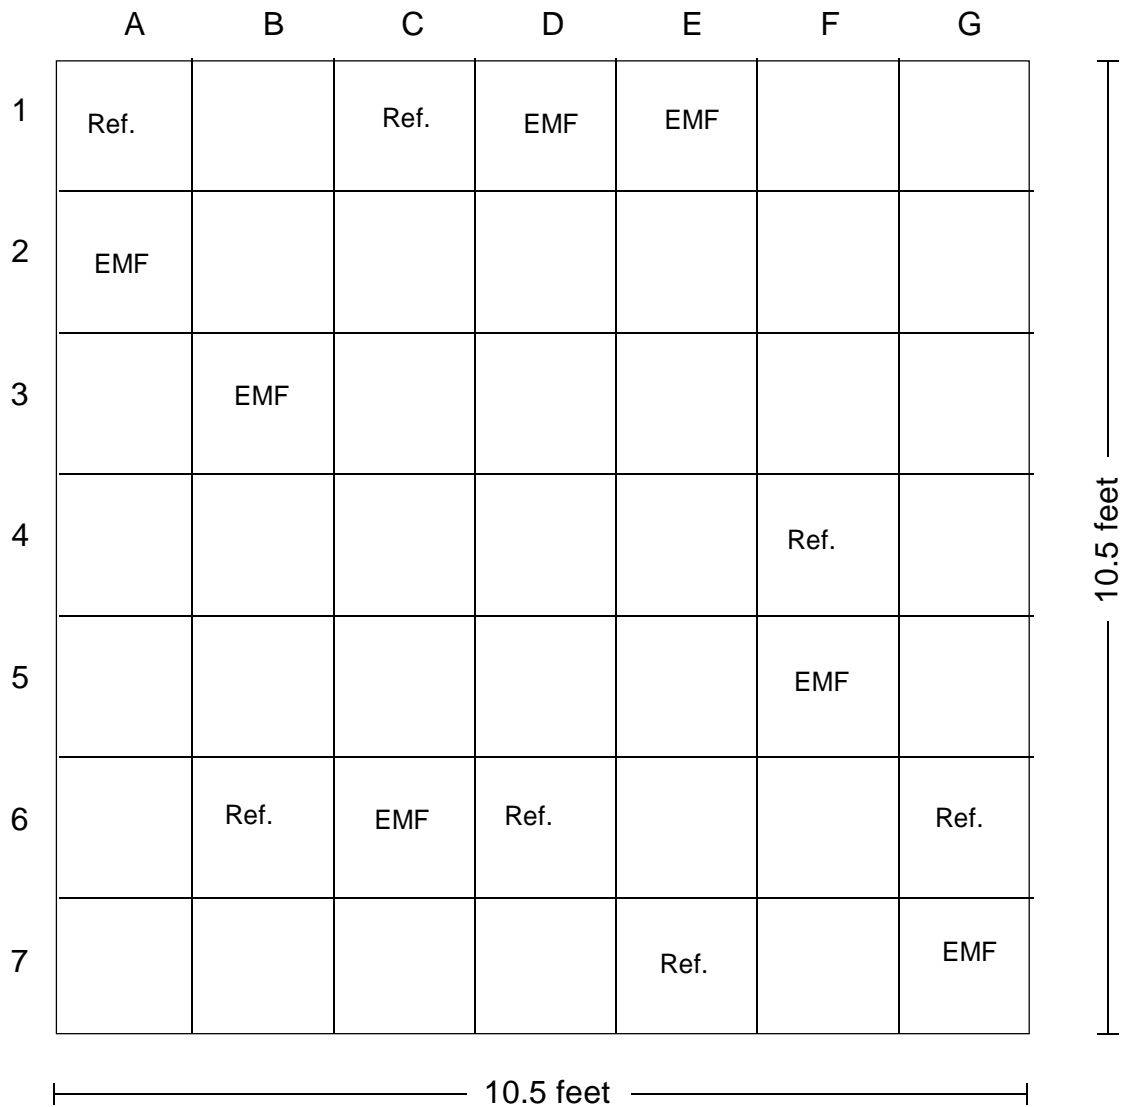 A B C D E F G
1 Ref. Ref. EMF EMF
2 EMF
3 EMF
4 Ref.
5 EMF
6 Ref. EMF Ref. Ref.
7 Ref. EMF
10.5 feet
10.5 feet